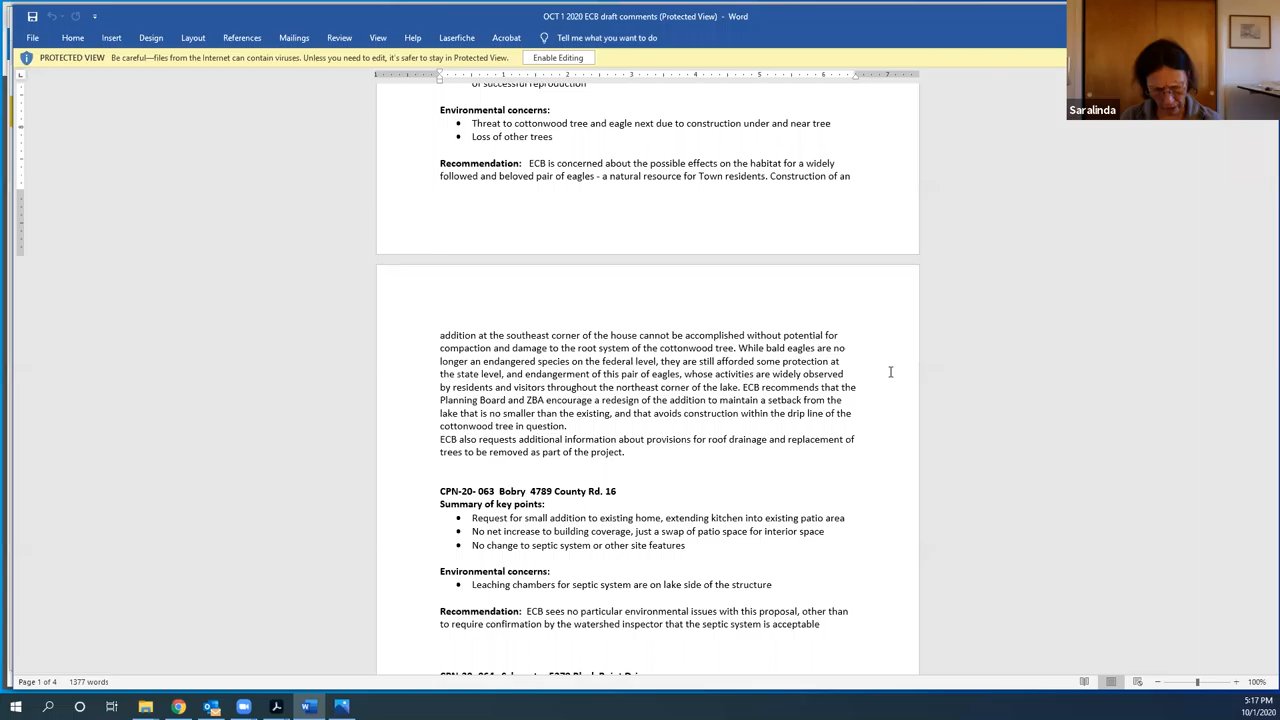 OCT 1 2020 ECB draft comments (Protected View) - Word
File Home Insert Design Layout References Mailings Review View Help Laserfiche Acrobat Tell me what you want to do
PROTECTED VIEW Be careful—files from the Internet can contain viruses. Unless you need to edit, it's safer to stay in Protected View. Enable Editing
1 1 2 3 4 5 6 7
of successful reproduction
Saralinda
Environmental concerns:
• Threat to cottonwood tree and eagle next due to construction under and near tree
• Loss of other trees
Recommendation: ECB is concerned about the possible effects on the habitat for a widely
followed and beloved pair of eagles - a natural resource for Town residents. Construction of an
addition at the southeast corner of the house cannot be accomplished without potential for
compaction and damage to the root system of the cottonwood tree. While bald eagles are no
longer an endangered species on the federal level, they are still afforded some protection at
the state level, and endangerment of this pair of eagles, whose activities are widely observed
by residents and visitors throughout the northeast corner of the lake. ECB recommends that the
Planning Board and ZBA encourage a redesign of the addition to maintain a setback from the
lake that is no smaller than the existing, and that avoids construction within the drip line of the
cottonwood tree in question.
ECB also requests additional information about provisions for roof drainage and replacement of
trees to be removed as part of the project.
CPN-20- 063 Bobry 4789 County Rd. 16
Summary of key points:
• Request for small addition to existing home, extending kitchen into existing patio area
• No net increase to building coverage, just a swap of patio space for interior space
• No change to septic system or other site features
Environmental concerns:
• Leaching chambers for septic system are on lake side of the structure
Recommendation: ECB sees no particular environmental issues with this proposal, other than
to require confirmation by the watershed inspector that the septic system is acceptable
Page 1 of 4 1377 words
100%
5:17 PM
10/1/2020